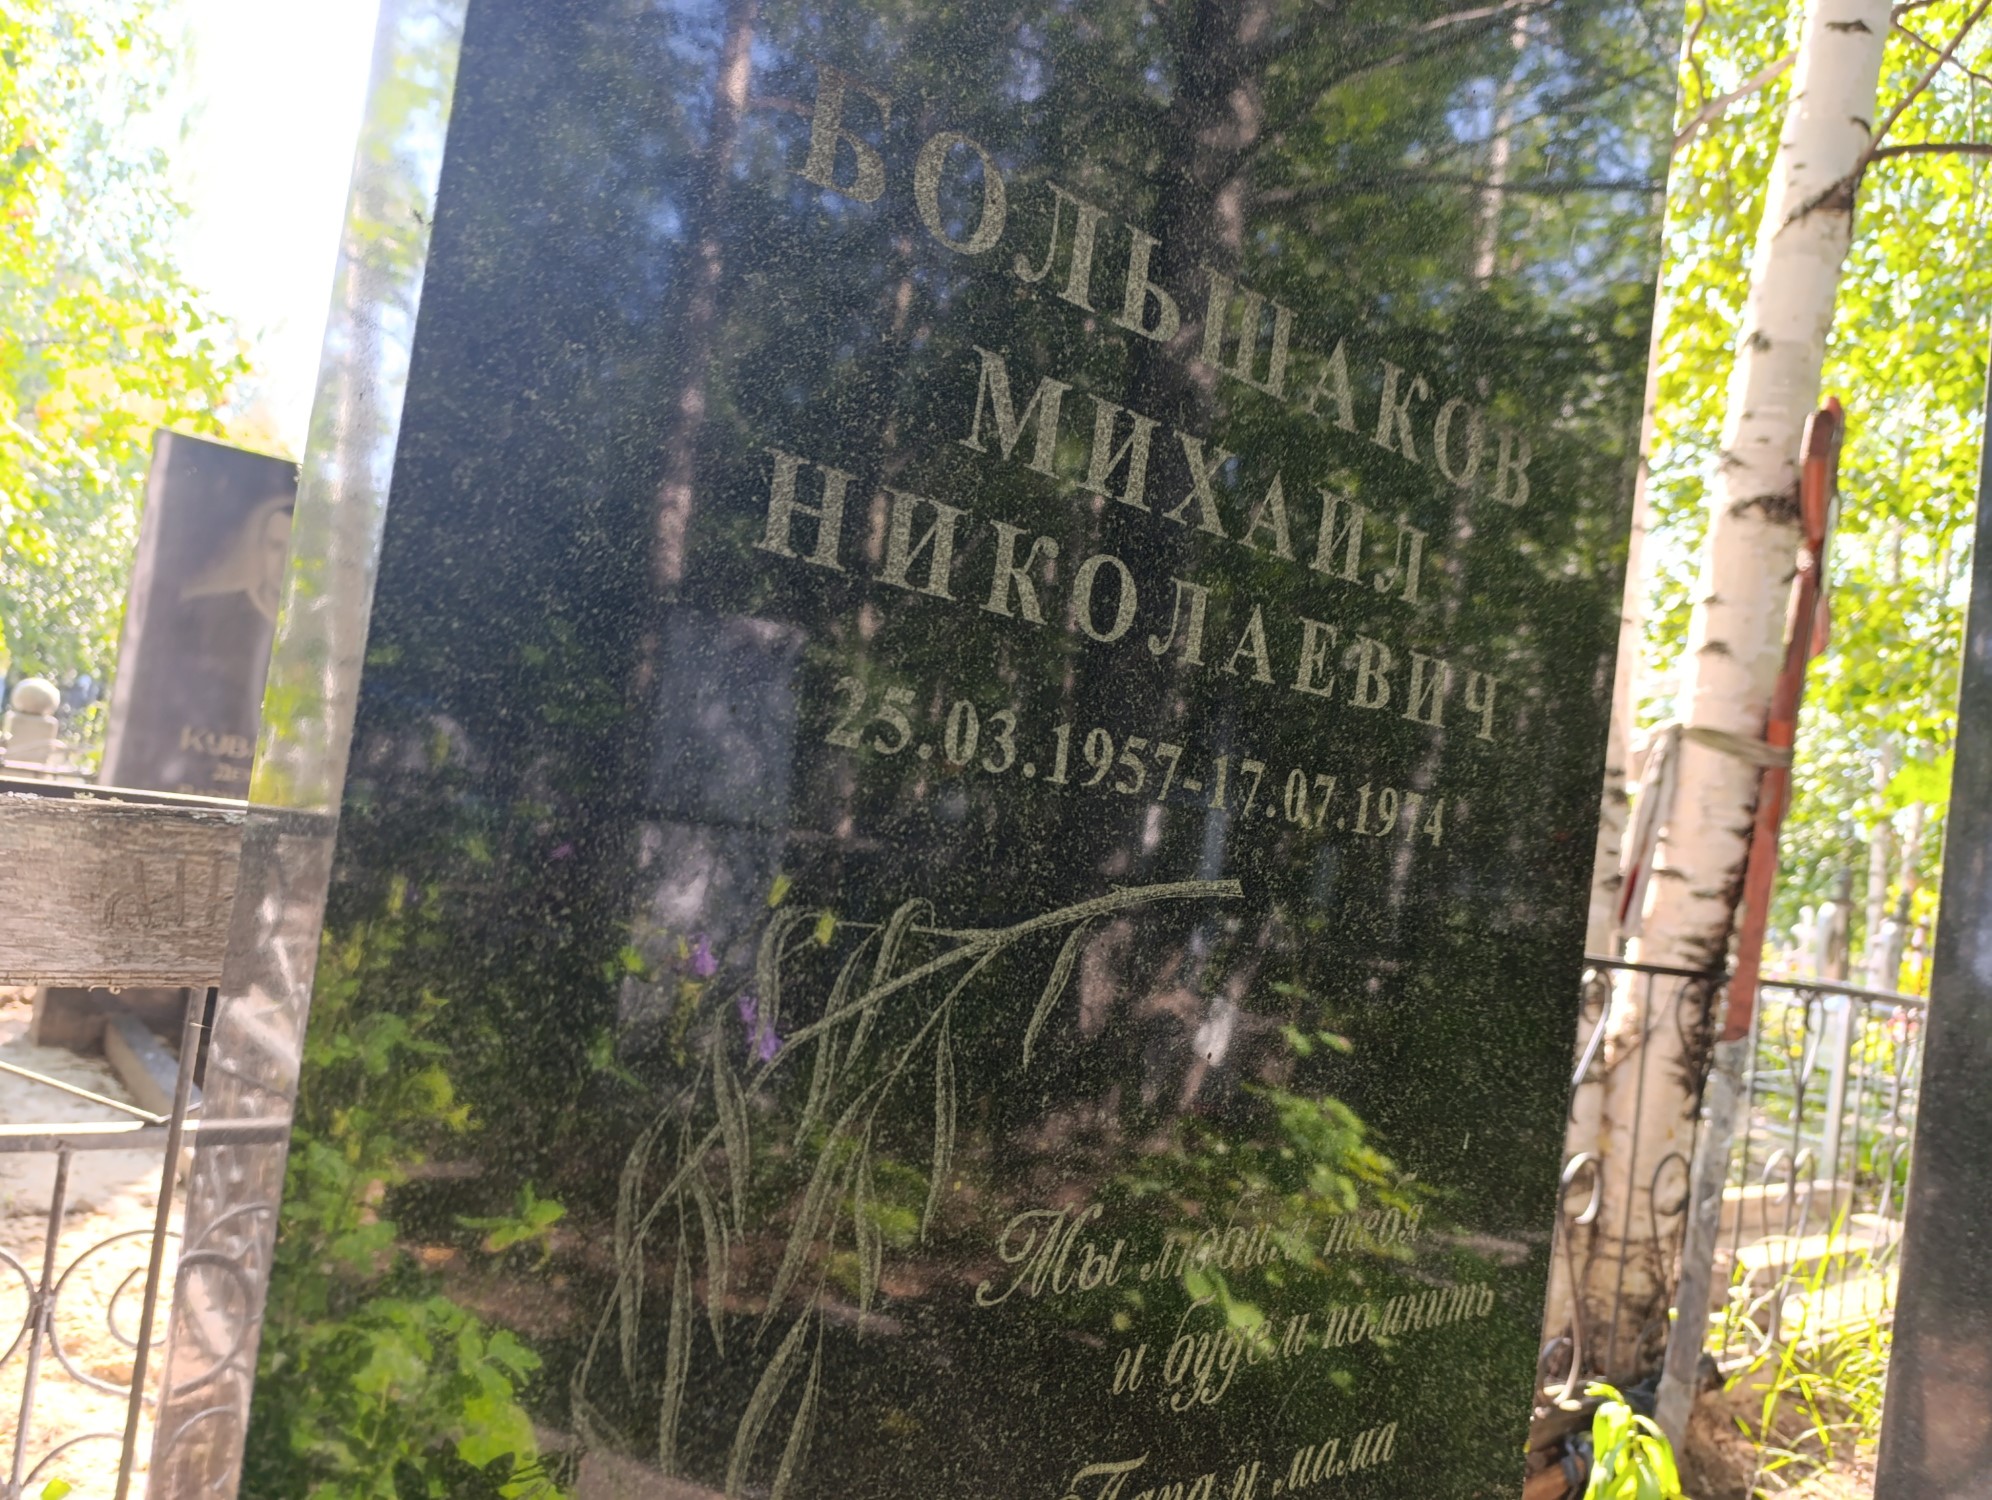 БОЛЬШАКОВ
МИХАИЛ
НИКОЛАЕВИЧ
25.03.1957-17.07.1974
Мы любим тебя
и будем помнить
Папа и мама